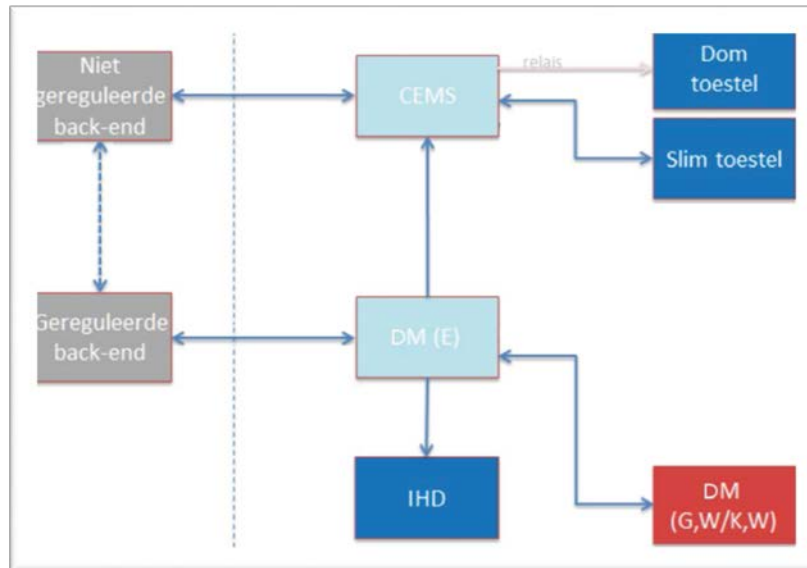 Niet
gereguleerde
back-end
CEMS
relais
Dom
toestel
Slim toestel
Gereguleerde
back-end
DM (E)
IHD
DM
(G,W/K,W)